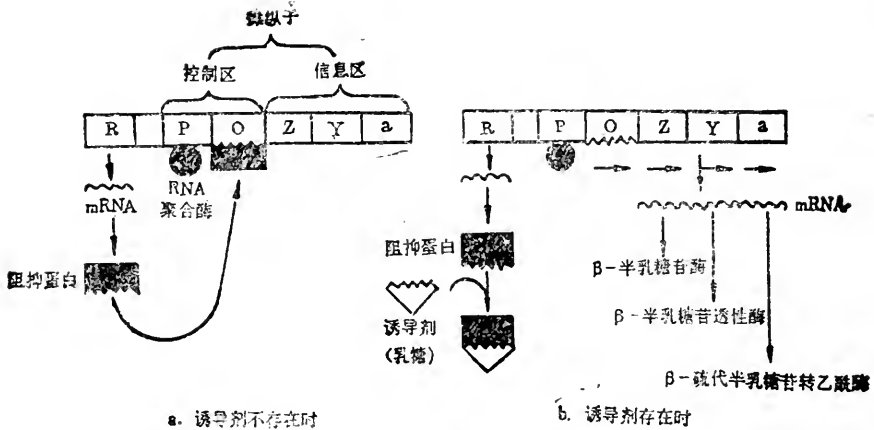 操纵子
控制区
信息区
R P O Z Y a
RNA
聚合酶
mRNA
阻抑蛋白
a. 诱导剂不存在时
R P O Z Y a
mRNA
阻抑蛋白
诱导剂
(乳糖)
β-半乳糖苷酶
β-半乳糖苷透性酶
β-硫代半乳糖苷转乙酰酶
b. 诱导剂存在时